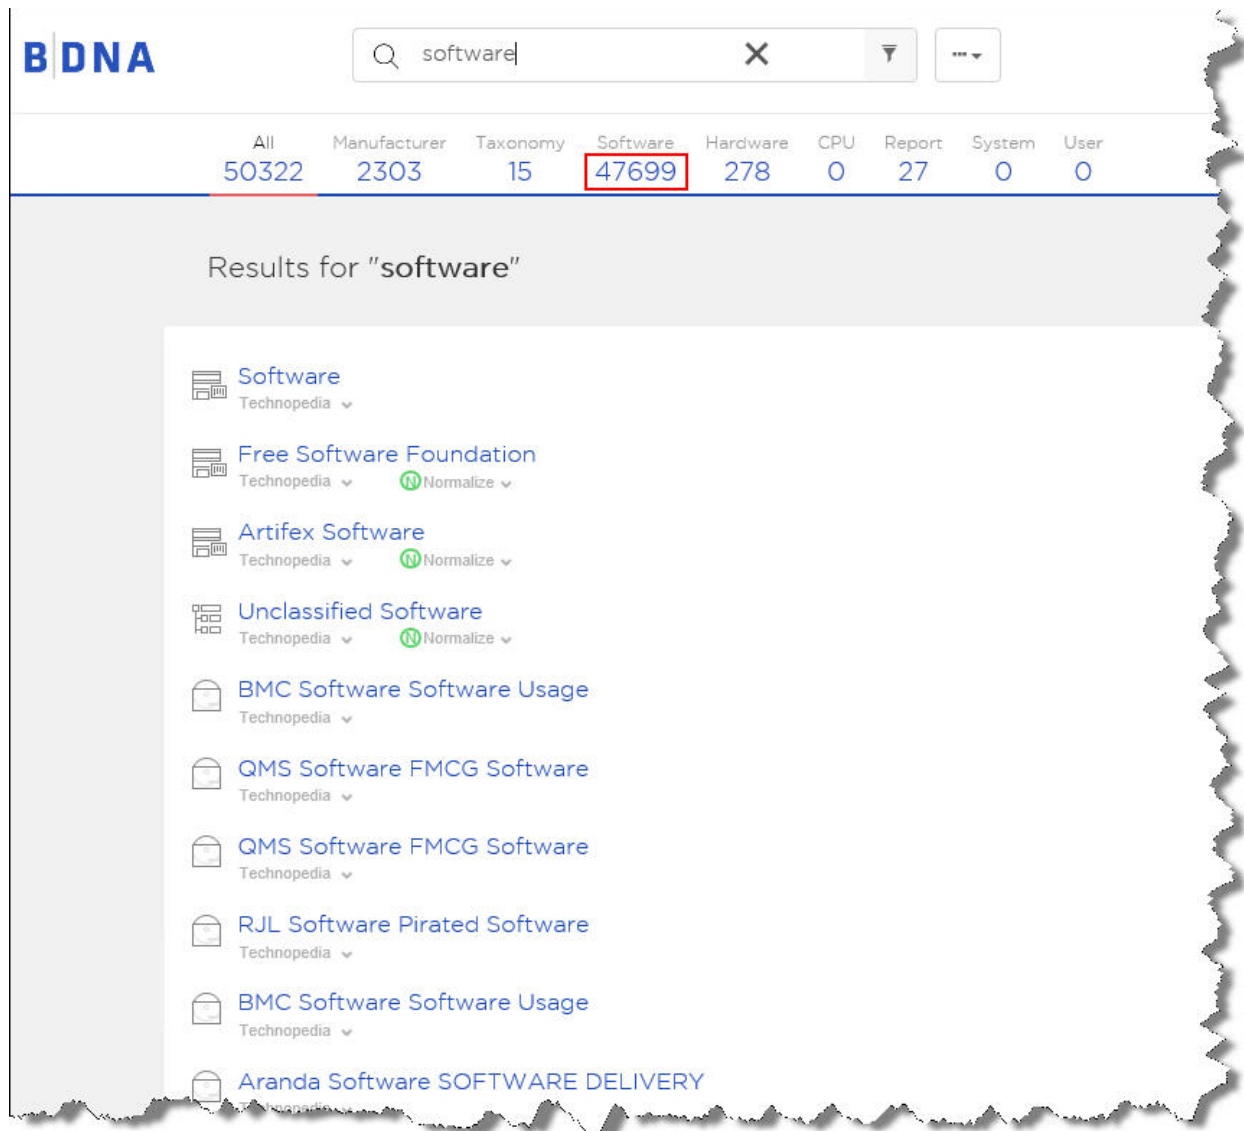 BDNA
software
All Manufacturer Taxonomy Software Hardware CPU Report System User
50322 2303 15 47699 278 0 27 0 0
Results for "software"
Software
Technopedia
Free Software Foundation
Technopedia N Normalize
Artifex Software
Technopedia N Normalize
Unclassified Software
Technopedia N Normalize
BMC Software Software Usage
Technopedia
QMS Software FMCG Software
Technopedia
QMS Software FMCG Software
Technopedia
RJL Software Pirated Software
Technopedia
BMC Software Software Usage
Technopedia
Aranda Software SOFTWARE DELIVERY